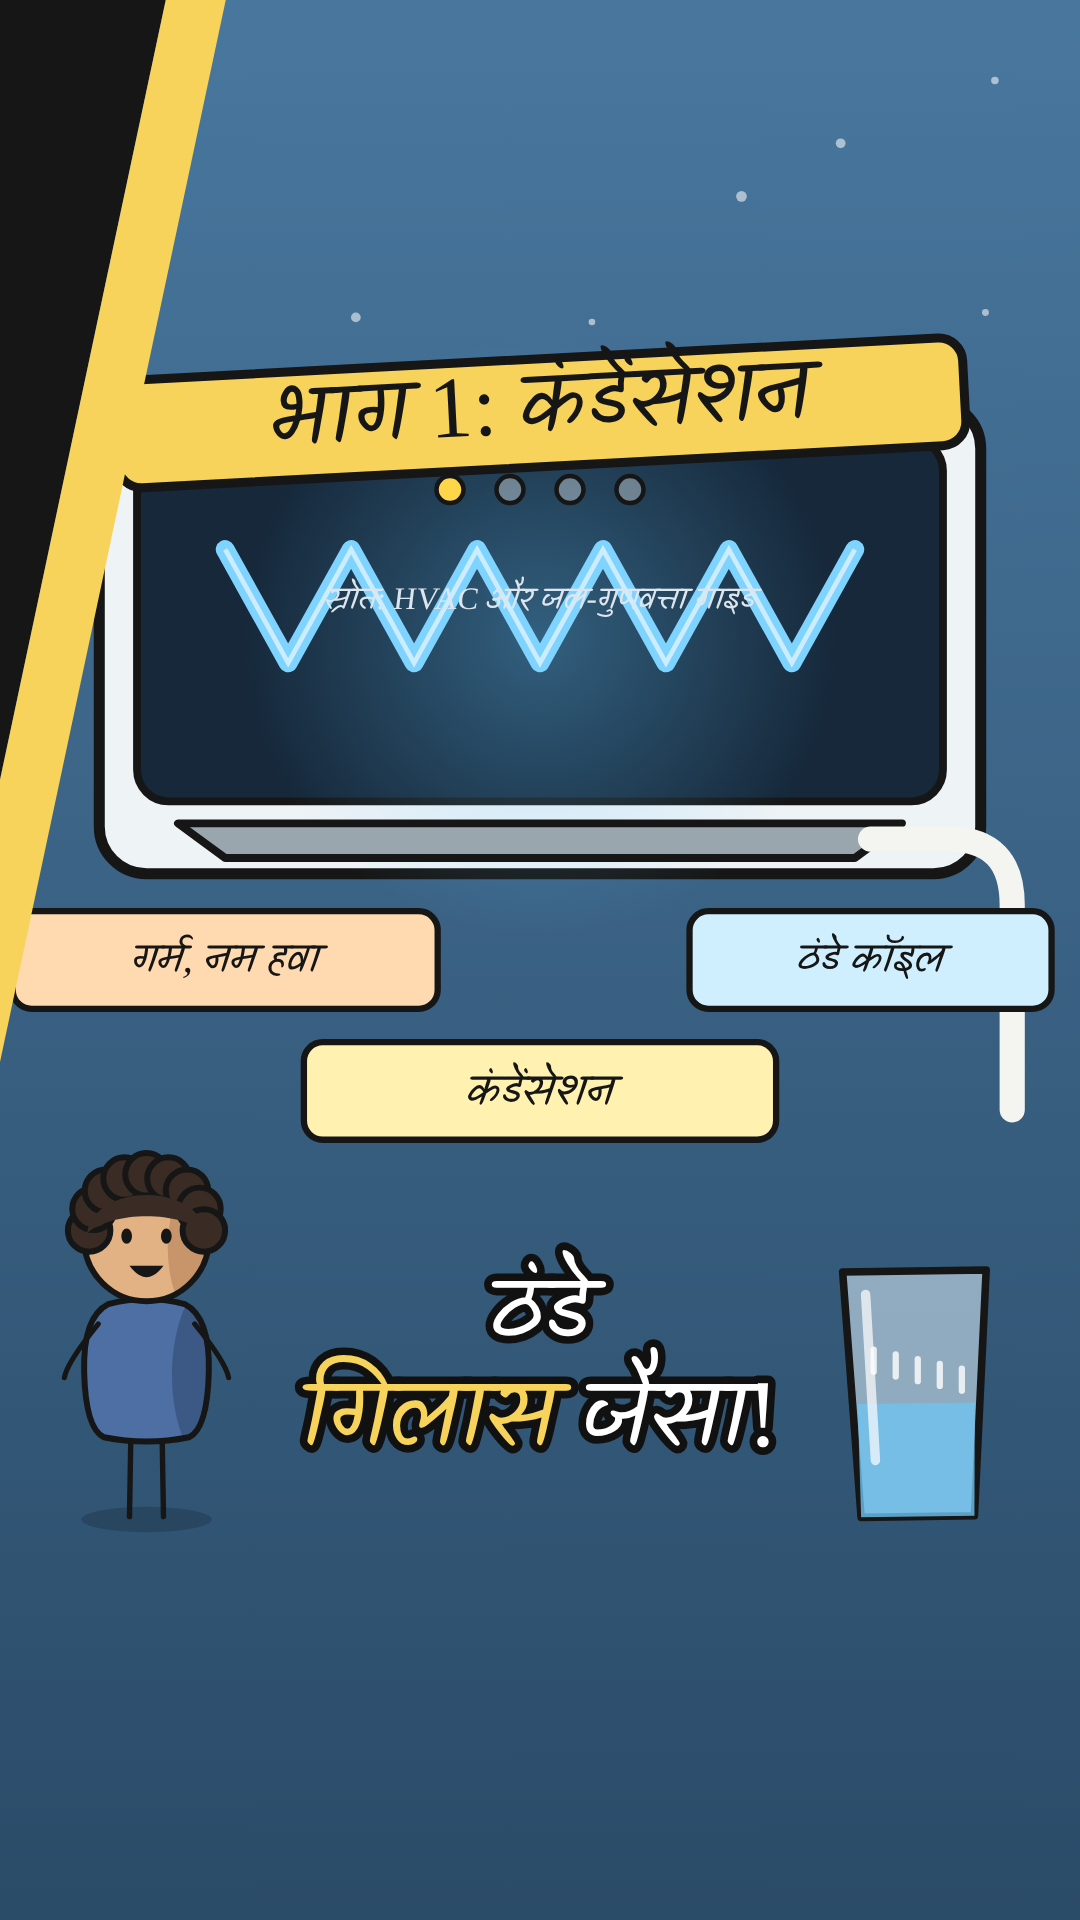 भाग 1: कंडेंसेशन
स्रोत: HVAC और जल-गुणवत्ता गाइड
गर्म, नम हवा
ठंडे कॉइल
कंडेंसेशन
ठंडे
गिलास जैसा!